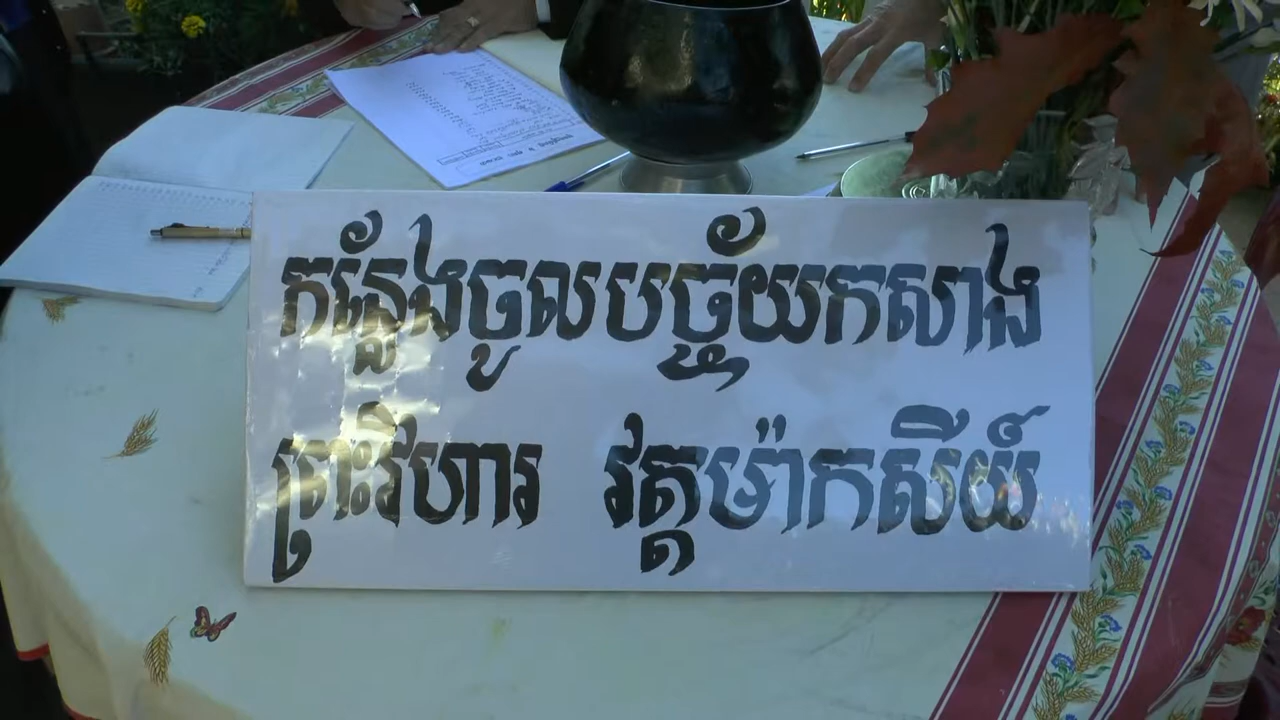 កន្លែងចូលបច្ច័យកសាង
ព្រះវិហារ វត្តម៉ាកសីយ៍